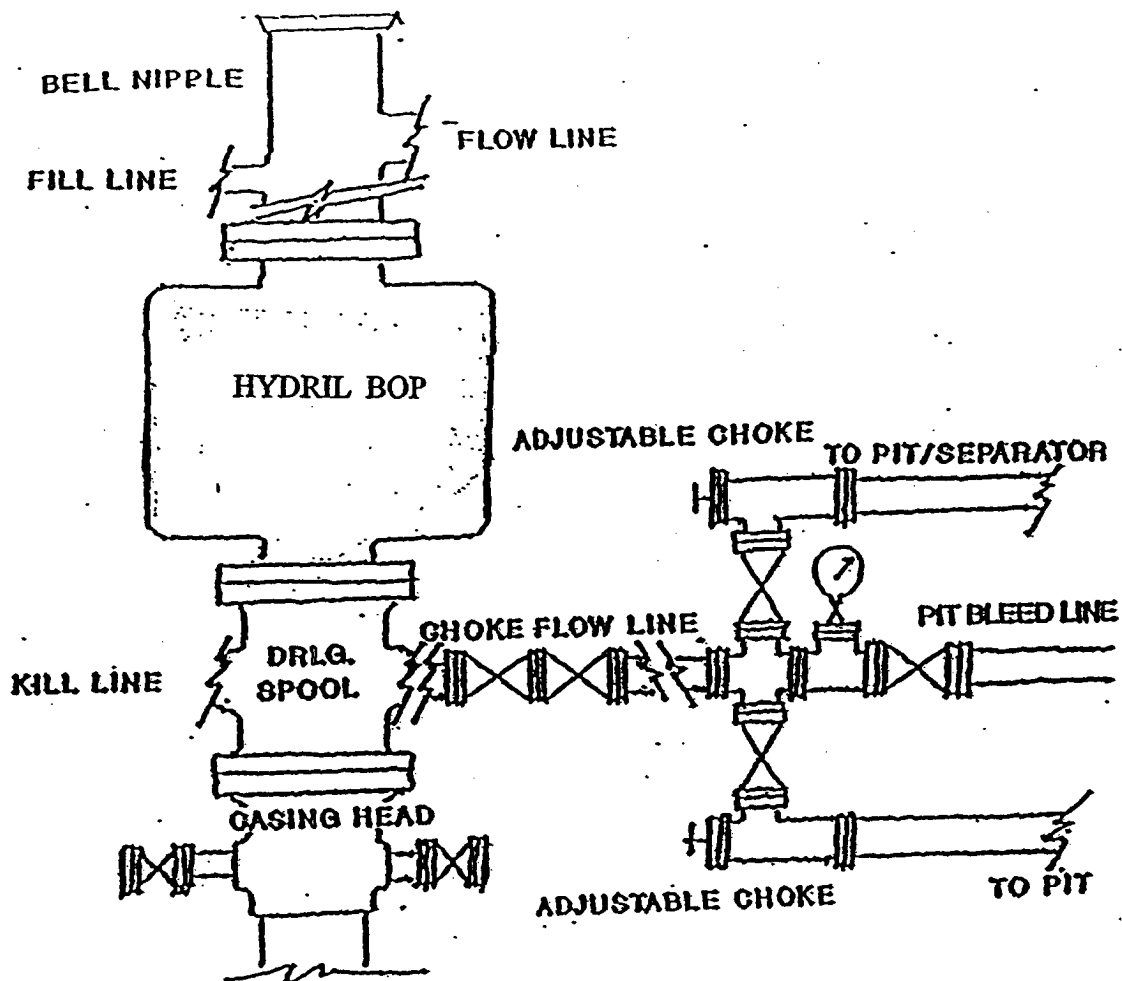 BELL NIPPLE
FLOW LINE
FILL LINE
HYDRIL BOP
ADJUSTABLE CHOKE
TO PIT/SEPARATOR
CHOKE FLOW LINE
PIT BLEED LINE
KILL LINE
DRLG.
SPOOL
CASING HEAD
ADJUSTABLE CHOKE
TO PIT